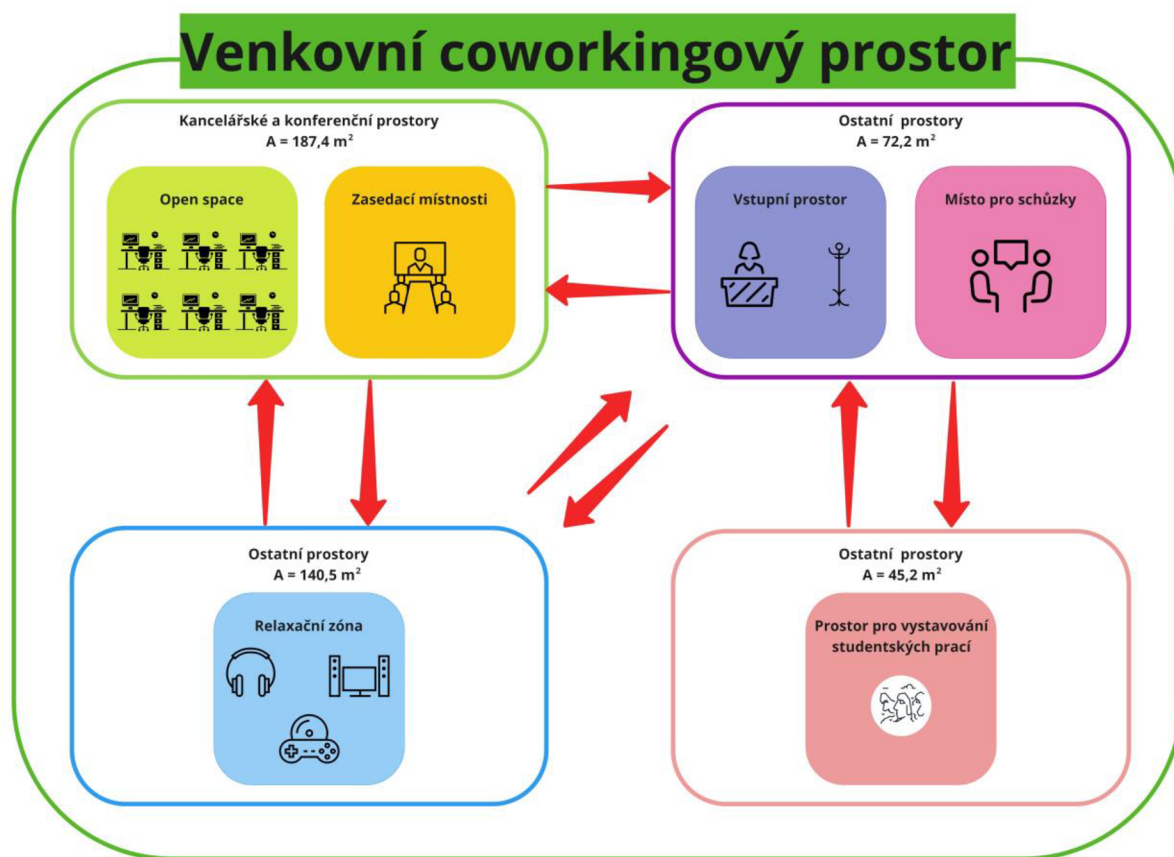 Venkovní coworkingový prostor
Kancelářské a konferenční prostory
A = 187,4 m²
Open space
Zasedací místnosti
Ostatní prostory
A = 72,2 m²
Vstupní prostor
Místo pro schůzky
Ostatní prostory
A = 140,5 m²
Relaxační zóna
Ostatní prostory
A = 45,2 m²
Prostor pro vystavování
studentských prací